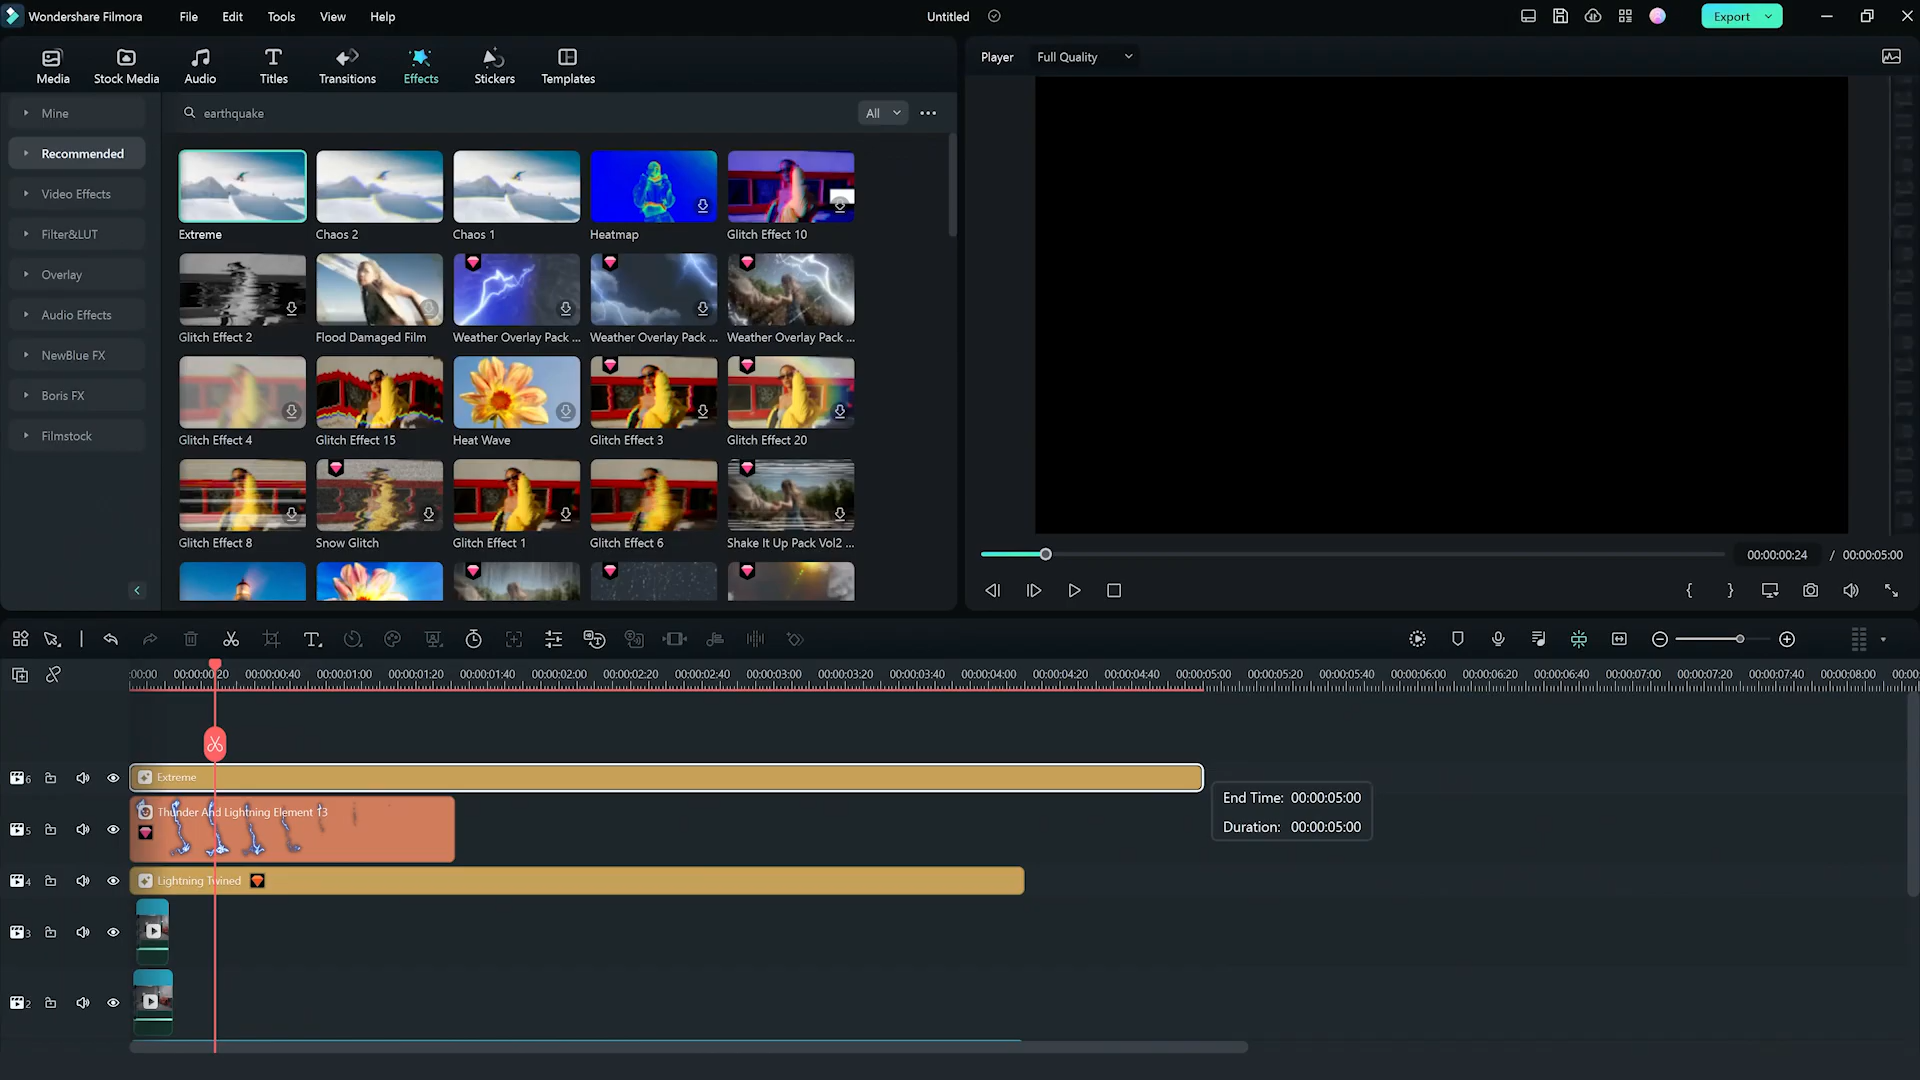 Wondershare Filmora
File Edit Tools View Help
Untitled
Export
Media Stock Media Audio Titles Transitions Effects Stickers Templates
Player Full Quality
Mine
Recommended
Video Effects
Filter&LUT
Overlay
Audio Effects
NewBlue FX
Boris FX
Filmstock
earthquake
All
Extreme Chaos 2 Chaos 1 Heatmap Glitch Effect 10
Glitch Effect 2 Flood Damaged Film Weather Overlay Pack ... Weather Overlay Pack ... Weather Overlay Pack ...
Glitch Effect 4 Glitch Effect 15 Heat Wave Glitch Effect 3 Glitch Effect 20
Glitch Effect 8 Snow Glitch Glitch Effect 1 Glitch Effect 6 Shake It Up Pack Vol2 ...
00:00:00:24 / 00:00:05:00
:00:00 00:00:00:20 00:00:00:40 00:00:01:00 00:00:01:20 00:00:01:40 00:00:02:00 00:00:02:20 00:00:02:40 00:00:03:00 00:00:03:20 00:00:03:40 00:00:04:00 00:00:04:20 00:00:04:40 00:00:05:00 00:00:05:20 00:00:05:40 00:00:06:00 00:00:06:20 00:00:06:40 00:00:07:00 00:00:07:20 00:00:07:40 00:00:08:00 00:00
6 Extreme
End Time: 00:00:05:00
Duration: 00:00:05:00
5 Thunder And Lightning Element 13
4 Lightning Twined
3
2